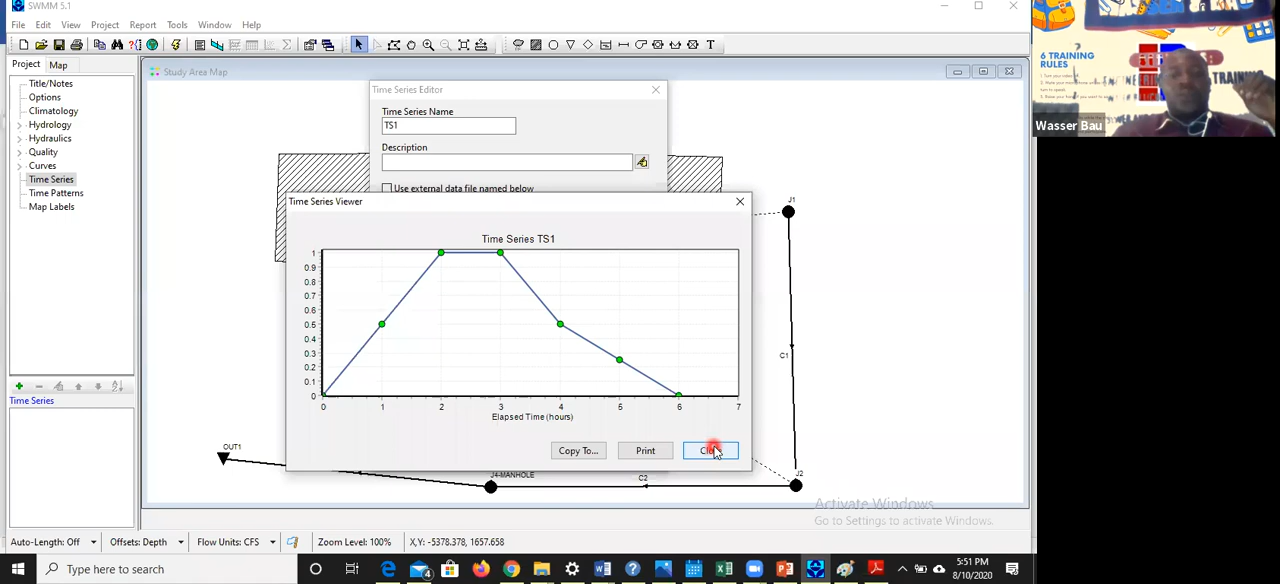 SWMM 5.1
File Edit View Project Report Tools Window Help
Project Map
Title/Notes
Options
Climatology
Hydrology
Hydraulics
Quality
Curves
Time Series
Time Patterns
Map Labels
Time Series
Study Area Map
Time Series Editor
Time Series Name
TS1
Description
Use external data file named below
Time Series Viewer
Time Series TS1
1
0.9
0.8
0.7
0.6
0.5
0.4
0.3
0.2
0.1
0
0 1 2 3 4 5 6 7
Elapsed Time (hours)
Copy To... Print
J1
C1
J2
C2
J4-MANHOLE
OUT1
Activate Windows
Go to Settings to activate Windows.
Auto-Length: Off Offsets: Depth Flow Units: CFS Zoom Level: 100% X,Y: -5378.378, 1657.658
Type here to search
4
5:51 PM
8/10/2020
6 TRAINING
RULES
Wasser Bau